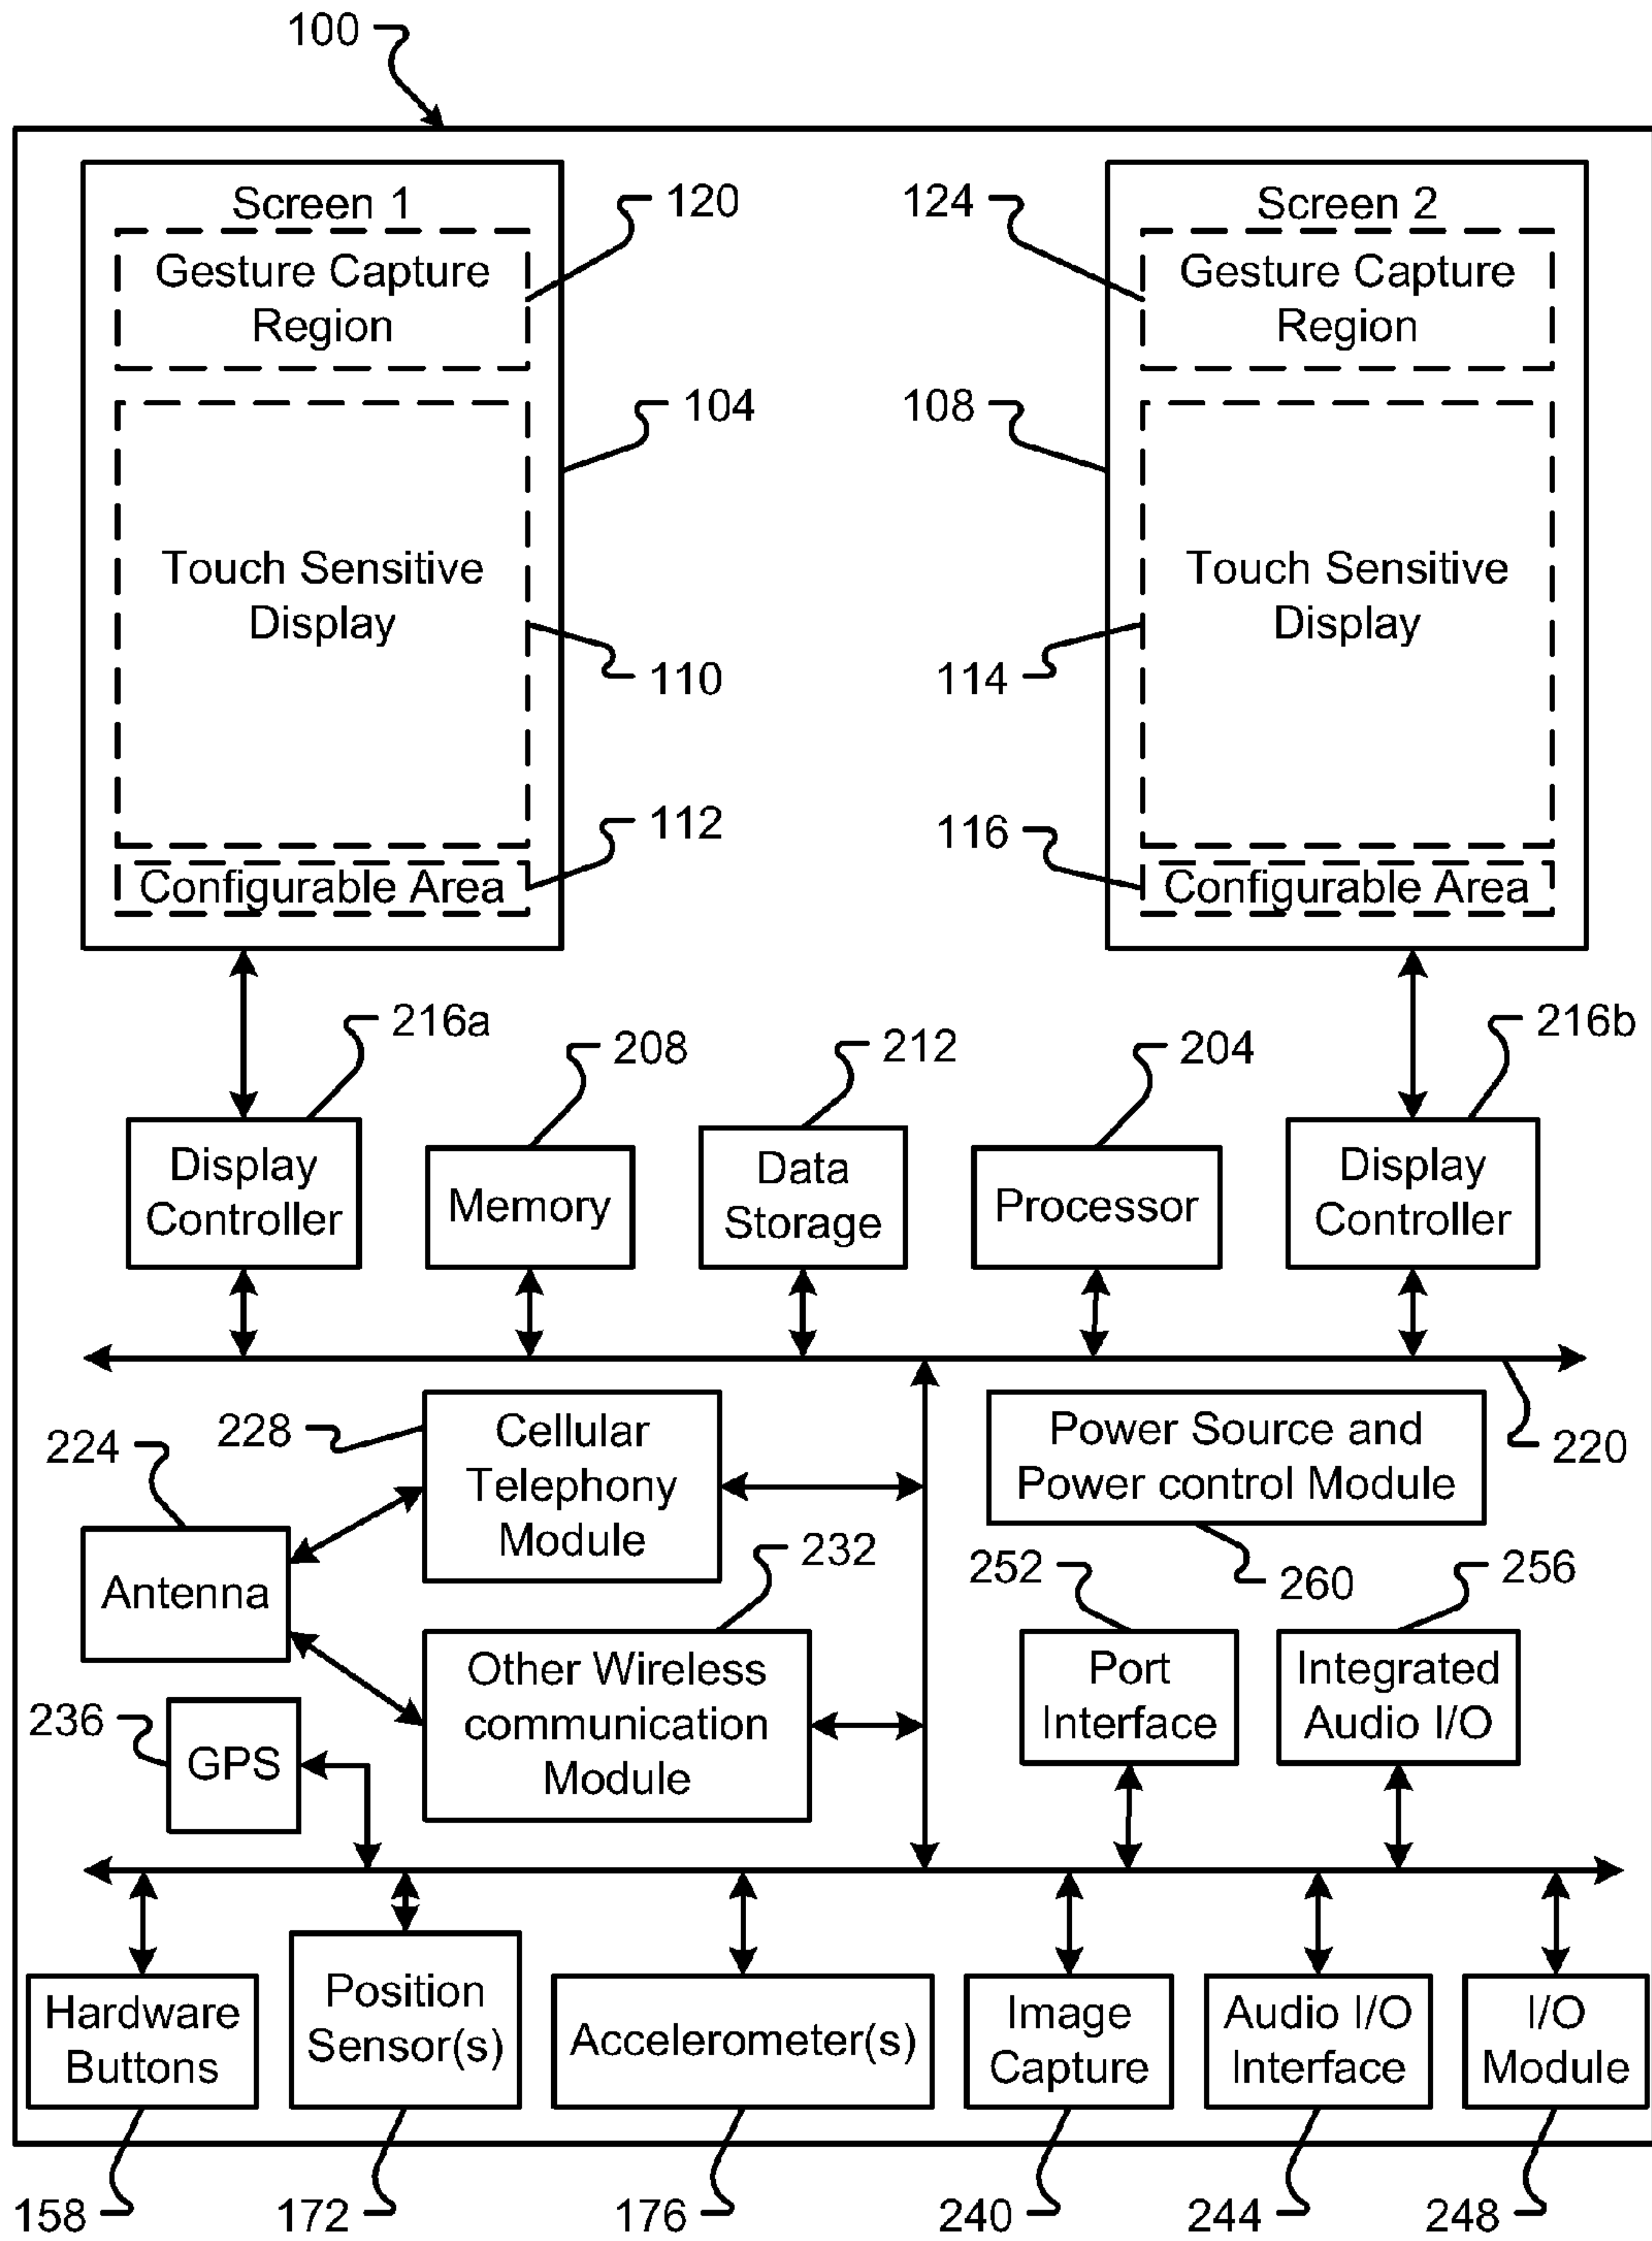 100
Screen 1
Gesture Capture
Region
120
124
Screen 2
Gesture Capture
Region
104
108
Touch Sensitive
Display
Touch Sensitive
Display
110
114
112
116
Configurable Area
Configurable Area
216a
208
212
204
216b
Display
Controller
Memory
Data
Storage
Processor
Display
Controller
220
224
228
Cellular
Telephony
Module
Power Source and
Power control Module
260
Antenna
232
252
256
Other Wireless
communication
Module
Port
Interface
Integrated
Audio I/O
236
GPS
Hardware
Buttons
Position
Sensor(s)
Accelerometer(s)
Image
Capture
Audio I/O
Interface
I/O
Module
158
172
176
240
244
248